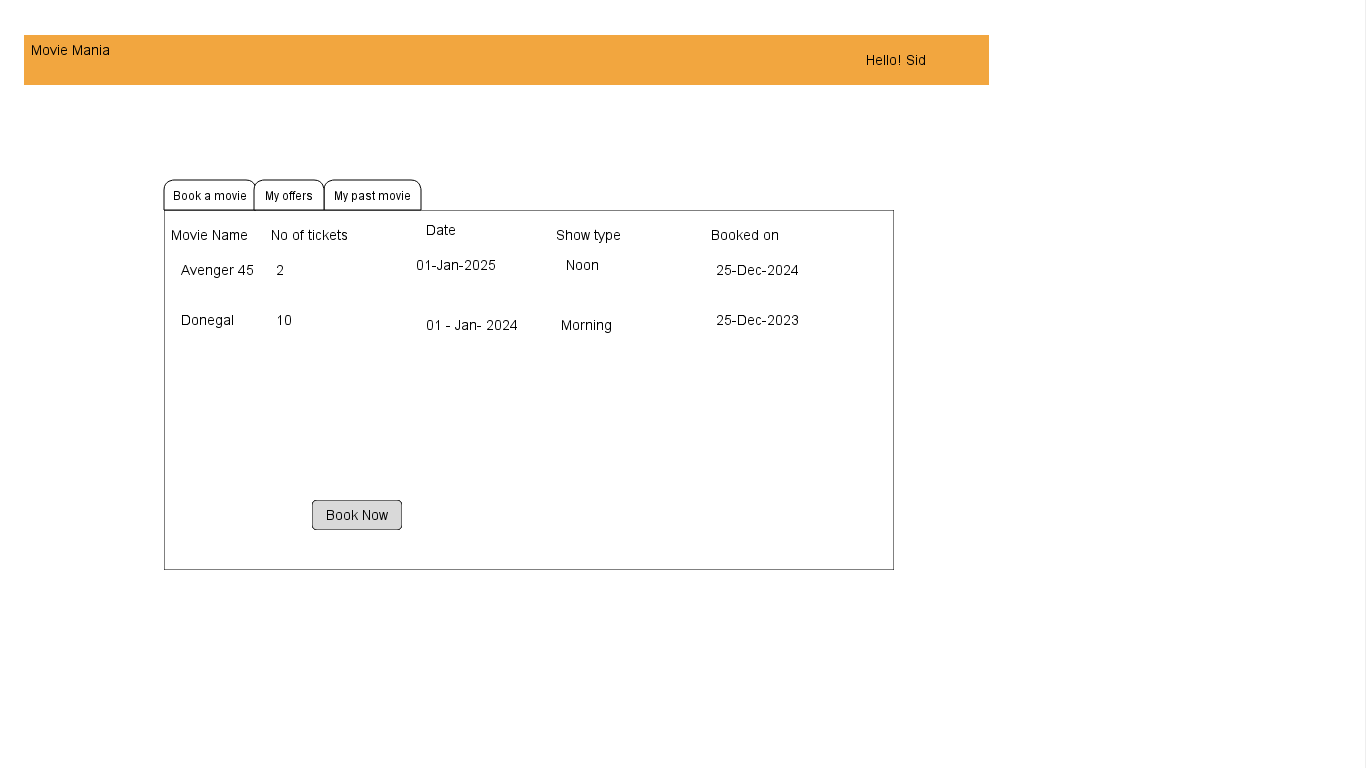 Movie Mania
Hello! Sid
Book a movie My offers My past movie
Movie Name No of tickets Date Show type Booked on
Avenger 45 2 01-Jan-2025 Noon 25-Dec-2024
Donegal 10 01 - Jan- 2024 Morning 25-Dec-2023
Book Now